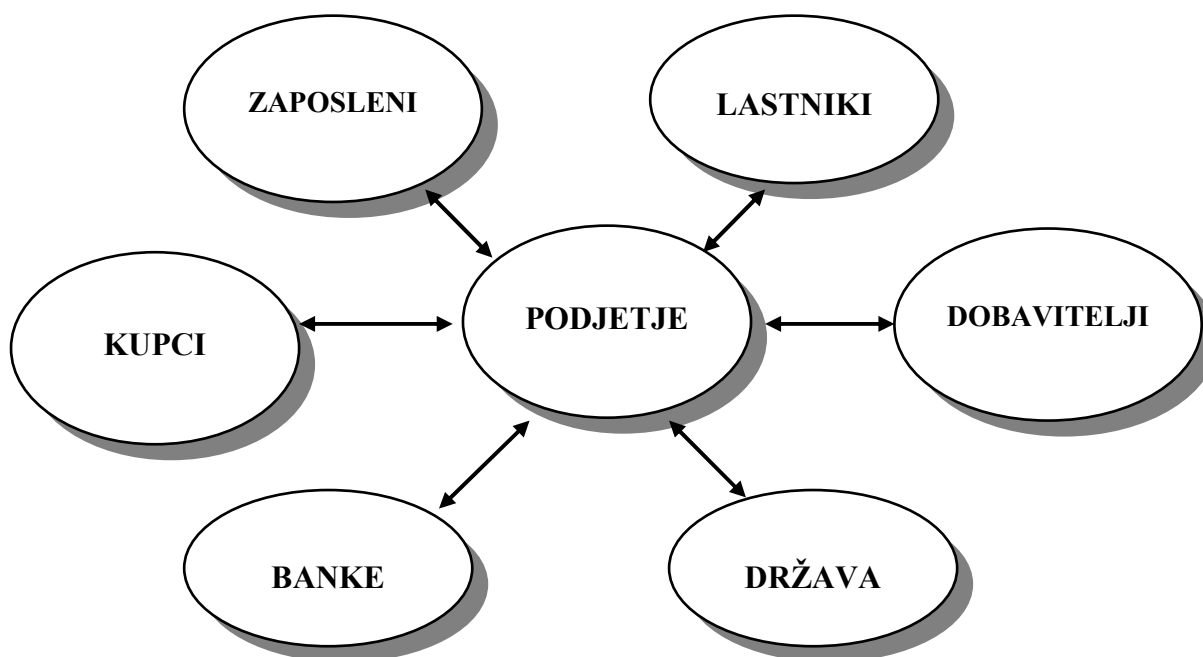 ZAPOSLENI
LASTNIKI
KUPCI
PODJETJE
DOBAVITELJI
BANKE
DRŽAVA